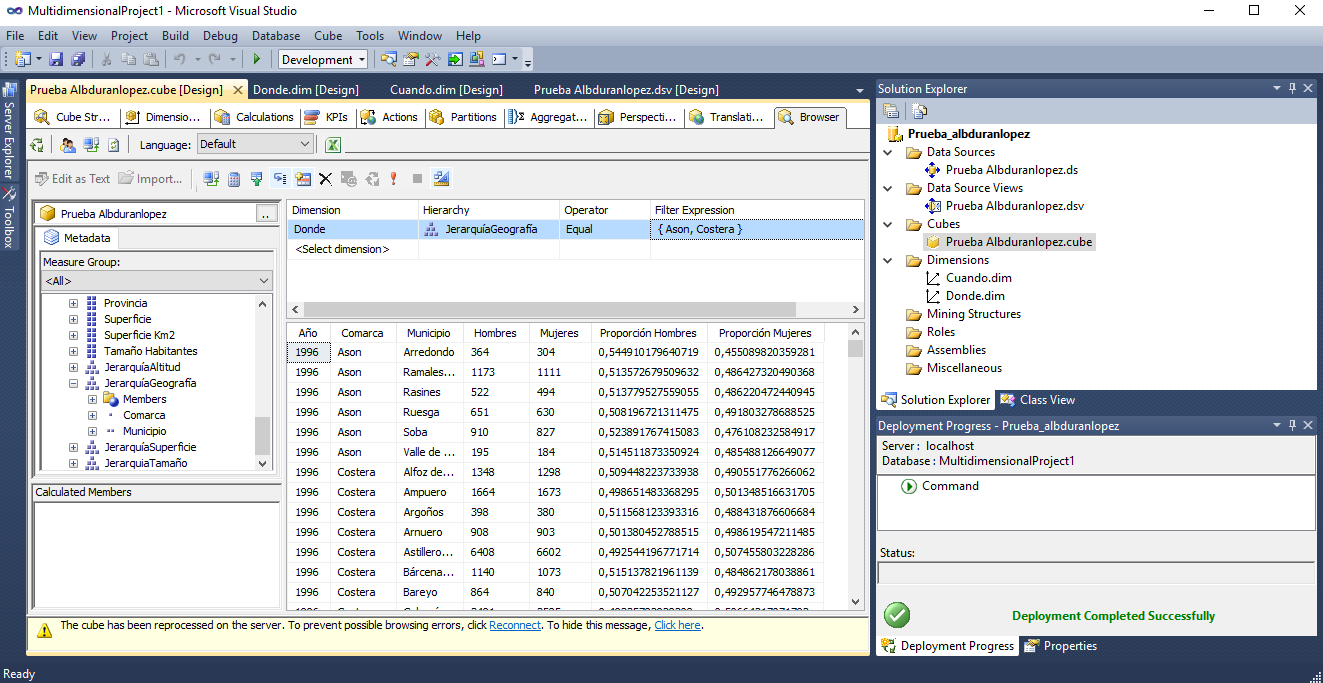 MultidimensionalProject1 - Microsoft Visual Studio
File Edit View Project Build Debug Database Cube Tools Window Help
Development
Server Explorer
Toolbox
Prueba Albduranlopez.cube [Design] Donde.dim [Design] Cuando.dim [Design] Prueba Albduranlopez.dsv [Design]
Cube Str... Dimensio... Calculations KPIs Actions Partitions Aggregat... Perspecti... Translati... Browser
Language: Default
Edit as Text Import...
Prueba Albduranlopez ..
Metadata
Measure Group:
<All>
Provincia
Superficie
Superficie Km2
Tamaño Habitantes
JerarquíaAltitud
JerarquíaGeografía
Members
Comarca
Municipio
JerarquíaSuperficie
JerarquiaTamaño
Calculated Members
Dimension Hierarchy Operator Filter Expression
Donde JerarquíaGeografía Equal { Ason, Costera }
<Select dimension>
Año Comarca Municipio Hombres Mujeres Proporción Hombres Proporción Mujeres
1996 Ason Arredondo 364 304 0,544910179640719 0,455089820359281
1996 Ason Ramales... 1173 1111 0,513572679509632 0,486427320490368
1996 Ason Rasines 522 494 0,513779527559055 0,486220472440945
1996 Ason Ruesga 651 630 0,508196721311475 0,491803278688525
1996 Ason Soba 910 827 0,523891767415083 0,476108232584917
1996 Ason Valle de ... 195 184 0,514511873350924 0,485488126649077
1996 Costera Alfoz de... 1348 1298 0,509448223733938 0,490551776266062
1996 Costera Ampuero 1664 1673 0,498651483368295 0,501348516631705
1996 Costera Argoños 398 380 0,511568123393316 0,488431876606684
1996 Costera Arnuero 908 903 0,501380452788515 0,498619547211485
1996 Costera Astillero... 6408 6602 0,492544196771714 0,507455803228286
1996 Costera Bárcena... 1140 1073 0,515137821961139 0,484862178038861
1996 Costera Bareyo 864 840 0,507042253521127 0,492957746478873
The cube has been reprocessed on the server. To prevent possible browsing errors, click Reconnect. To hide this message, Click here.
Ready
Solution Explorer
Prueba_albduranlopez
Data Sources
Prueba Albduranlopez.ds
Data Source Views
Prueba Albduranlopez.dsv
Cubes
Prueba Albduranlopez.cube
Dimensions
Cuando.dim
Donde.dim
Mining Structures
Roles
Assemblies
Miscellaneous
Solution Explorer Class View
Deployment Progress - Prueba_albduranlopez
Server : localhost
Database : MultidimensionalProject1
Command
Status:
Deployment Completed Successfully
Deployment Progress Properties